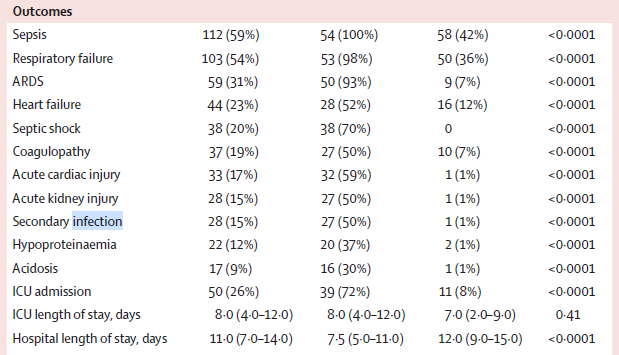 Outcomes
Sepsis 112 (59%) 54 (100%) 58 (42%) <0·0001
Respiratory failure 103 (54%) 53 (98%) 50 (36%) <0·0001
ARDS 59 (31%) 50 (93%) 9 (7%) <0·0001
Heart failure 44 (23%) 28 (52%) 16 (12%) <0·0001
Septic shock 38 (20%) 38 (70%) 0 <0·0001
Coagulopathy 37 (19%) 27 (50%) 10 (7%) <0·0001
Acute cardiac injury 33 (17%) 32 (59%) 1 (1%) <0·0001
Acute kidney injury 28 (15%) 27 (50%) 1 (1%) <0·0001
Secondary infection 28 (15%) 27 (50%) 1 (1%) <0·0001
Hypoproteinaemia 22 (12%) 20 (37%) 2 (1%) <0·0001
Acidosis 17 (9%) 16 (30%) 1 (1%) <0·0001
ICU admission 50 (26%) 39 (72%) 11 (8%) <0·0001
ICU length of stay, days 8·0 (4·0–12·0) 8·0 (4·0–12·0) 7·0 (2·0–9·0) 0·41
Hospital length of stay, days 11·0 (7·0–14·0) 7·5 (5·0–11·0) 12·0 (9·0–15·0) <0·0001